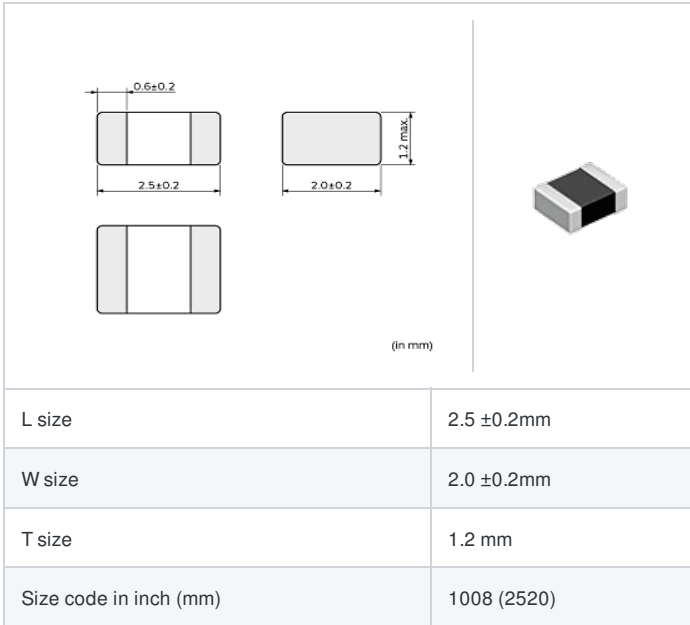 0.6±0.2
1.2 max.
2.5±0.2
2.0±0.2
(in mm)
L size 2.5 ±0.2mm
W size 2.0 ±0.2mm
T size 1.2 mm
Size code in inch (mm) 1008 (2520)